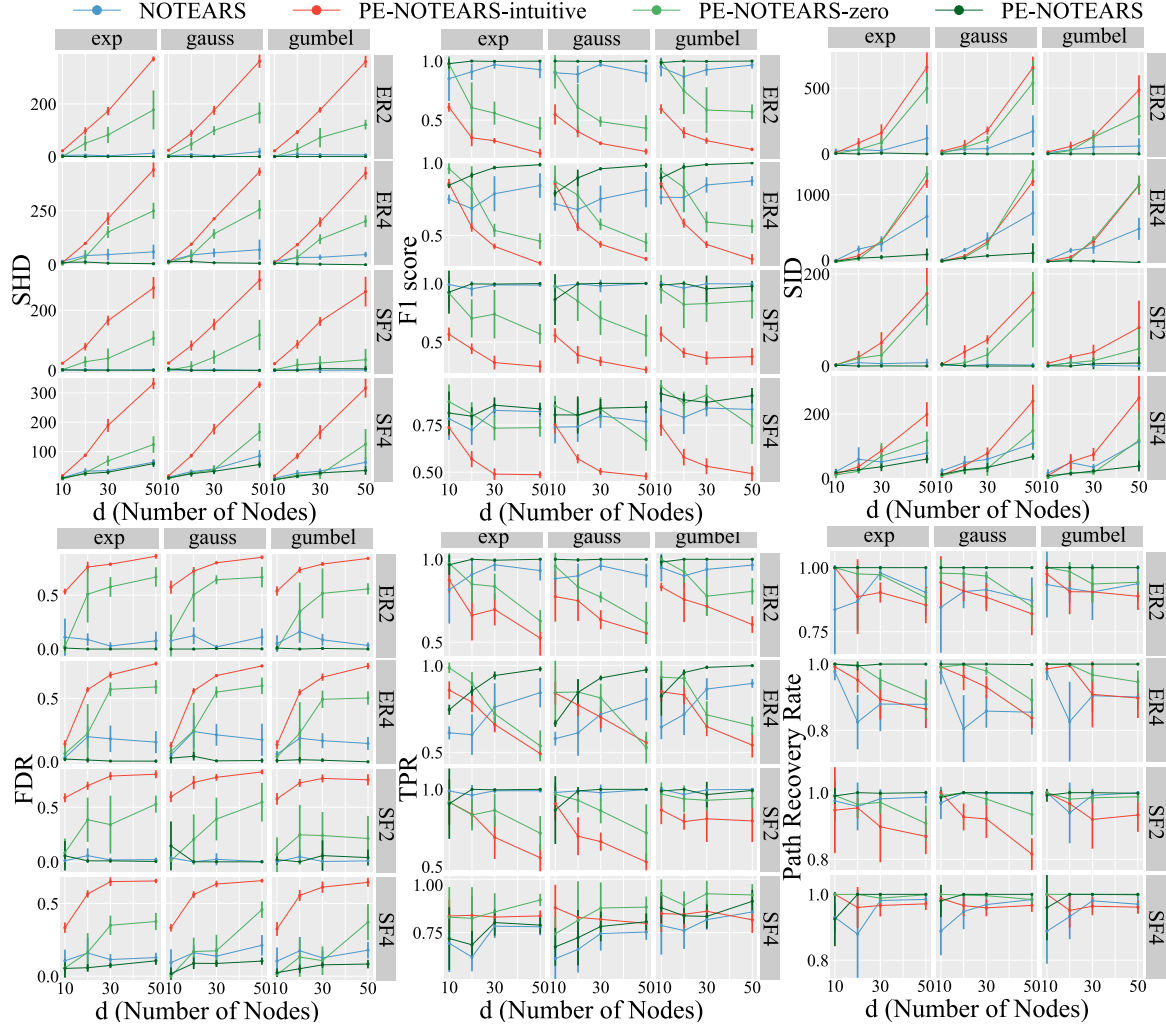 NOTEARS PE-NOTEARS-intuitive PE-NOTEARS-zero PE-NOTEARS
exp gauss gumbel
SHD
200
0
ER2
250
0
ER4
200
0
SF2
300
200
100
SF4
10 30 50 10 30 50 10 30 50
d (Number of Nodes)
exp gauss gumbel
F1 score
1.0
0.5
ER2
1.0
0.5
ER4
1.0
0.5
SF2
0.75
0.50
SF4
10 30 50 10 30 50 10 30 50
d (Number of Nodes)
exp gauss gumbel
SID
500
0
ER2
1000
0
ER4
200
0
SF2
200
0
SF4
10 30 50 10 30 50 10 30 50
d (Number of Nodes)
exp gauss gumbel
FDR
0.5
0.0
ER2
0.5
0.0
ER4
0.5
0.0
SF2
0.5
0.0
SF4
10 30 50 10 30 50 10 30 50
d (Number of Nodes)
exp gauss gumbel
TPR
1.0
0.5
ER2
1.0
0.5
ER4
1.0
0.5
SF2
1.00
0.75
SF4
10 30 50 10 30 50 10 30 50
d (Number of Nodes)
exp gauss gumbel
Path Recovery Rate
1.00
0.75
ER2
1.0
0.8
ER4
1.0
0.8
SF2
1.0
0.8
SF4
10 30 50 10 30 50 10 30 50
d (Number of Nodes)